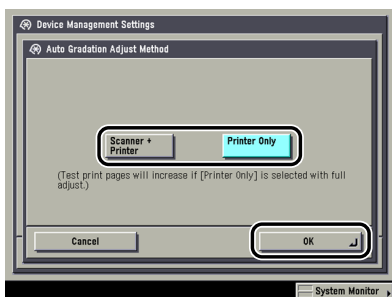 Device Management Settings
Auto Gradation Adjust Method
Scanner +
Printer
Printer Only
(Test print pages will increase if [Printer Only] is selected with full
adjust.)
Cancel
OK
System Monitor